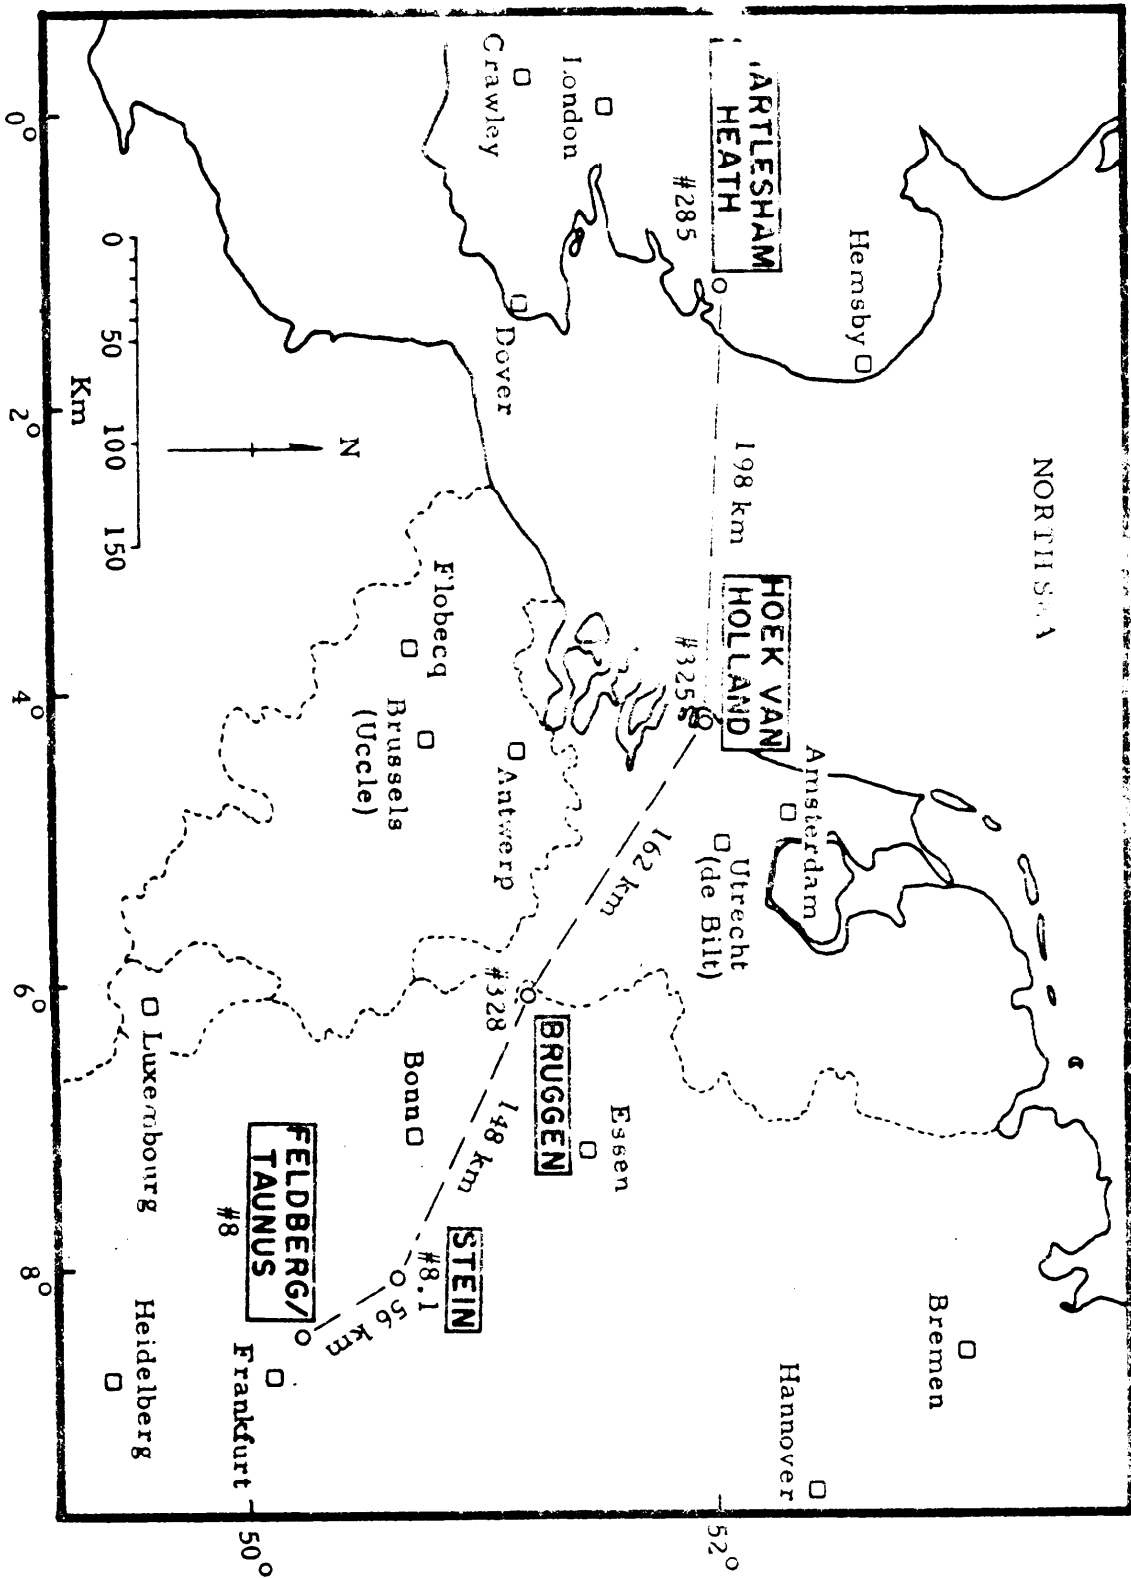 NORTH SEA
Hemsby
ARTLESHAM
HEATH
#285
198 km
HOEK VAN
HOLLAND
#325
London
Crawley
Dover
Amsterdam
Utrecht
(de Bilt)
162 km
Bremen
Hannover
Flobecq
Brussels
(Uccle)
Antwerp
BRUGGEN
#328
Essen
148 km
Bonn
STEIN
#8.1
56 km
FELDBERG/
TAUNUS
#8
Frankfurt
Luxembourg
Heidelberg
N
0 50 100 150
Km
0° 2° 4° 6° 8°
52°
50°